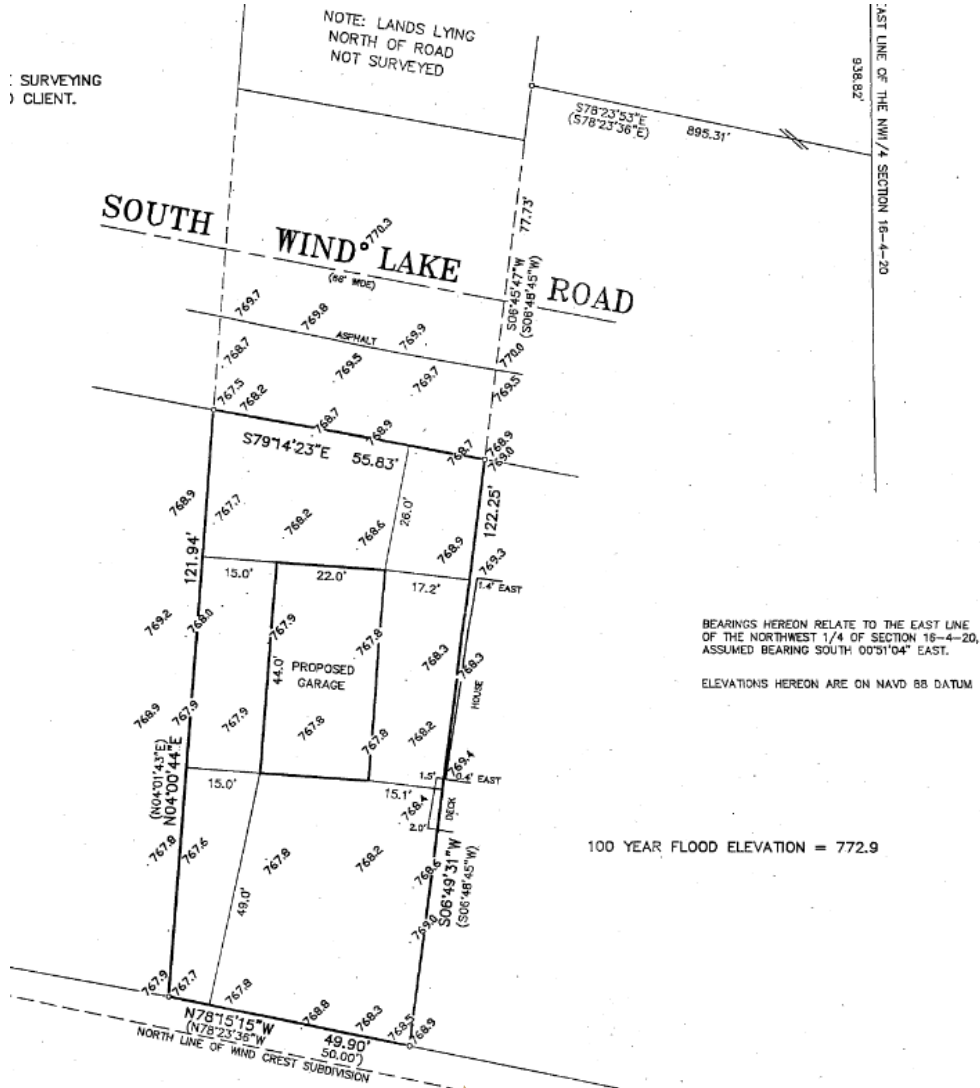 NOTE: LANDS LYING
NORTH OF ROAD
NOT SURVEYED
SURVEYING
CLIENT.
AST LINE OF THE NW1/4 SECTION 16-4-20
938.82'
S78°23'53"E
(S78°23'36"E)
895.31'
77.73'
S06°45'47"W
(S06°48'45"W)
SOUTH WIND LAKE ROAD
770.3
(66' WIDE)
769.7
769.8
769.9
ASPHALT
768.7
769.5
769.7
770.0
769.5
767.5
768.2
768.7
768.9
768.7
768.9
769.0
S79°14'23"E 55.83'
768.9
767.7
768.2
768.6
26.0'
768.9
122.25'
121.94'
769.3
15.0'
22.0'
17.2'
1.4' EAST
769.2
768.0
767.9
767.8
768.3
768.3
44.0'
PROPOSED
GARAGE
HOUSE
768.9
767.9
767.9
767.8
767.8
768.2
769.4
(N04°01'43"E)
N04°00'44"E
15.0'
15.1'
1.5'
0.4' EAST
768.4
DECK
2.0'
767.8
767.6
767.8
768.2
768.6
49.0'
S06°49'31"W
(S06°48'45"W)
769.0
767.9
767.7
767.8
768.8
768.3
768.5
768.9
N78°15'15"W 49.90'
(N78°23'36"W 50.00')
NORTH LINE OF WIND CREST SUBDIVISION
BEARINGS HEREON RELATE TO THE EAST LINE
OF THE NORTHWEST 1/4 OF SECTION 16-4-20,
ASSUMED BEARING SOUTH 00°51'04" EAST.
ELEVATIONS HEREON ARE ON NAVD 88 DATUM
100 YEAR FLOOD ELEVATION = 772.9